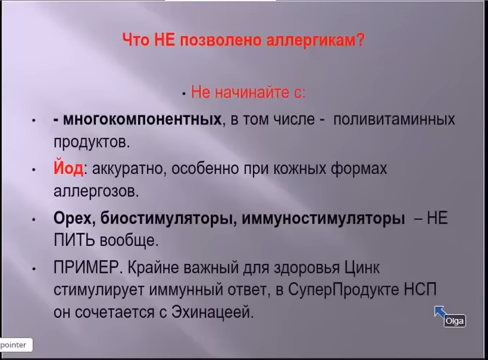 Что НЕ позволено аллергикам?
• Не начинайте с:
• - многокомпонентных, в том числе - поливитаминных
продуктов.
• Йод: аккуратно, особенно при кожных формах
аллергозов.
• Орех, биостимуляторы, иммуностимуляторы – НЕ
ПИТЬ вообще.
• ПРИМЕР. Крайне важный для здоровья Цинк
стимулирует иммунный ответ, в СуперПродукте НСП
он сочетается с Эхинацеей.
Olga
pointer